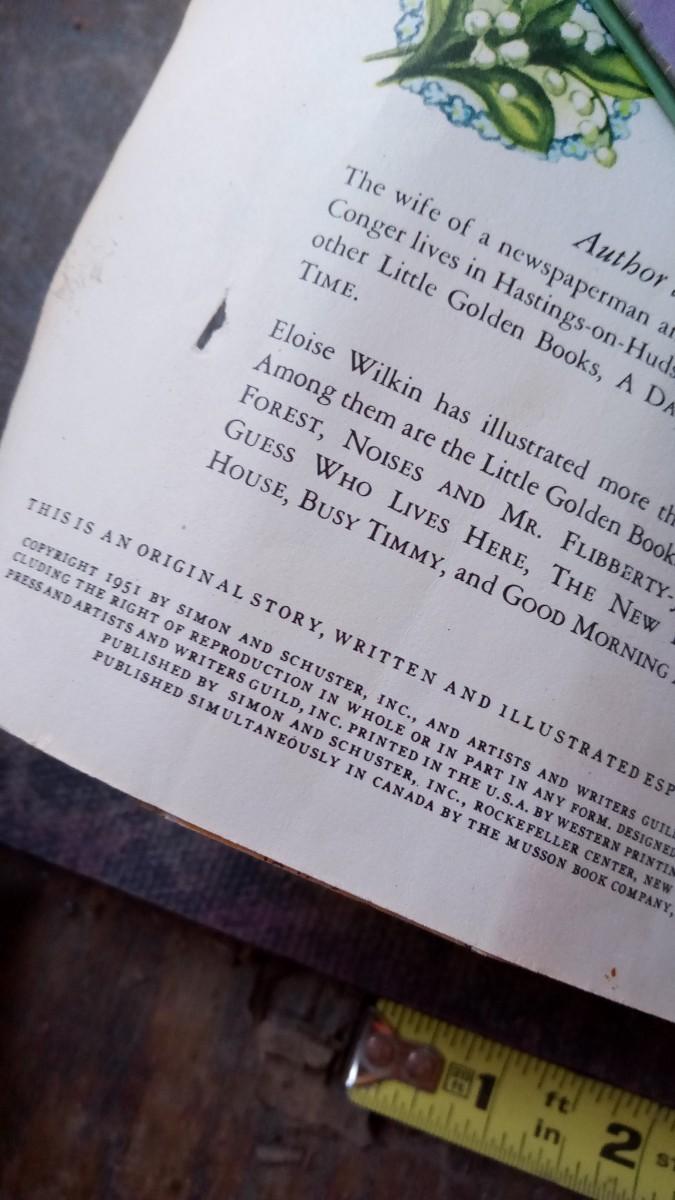 Author
The wife of a newspaperman
Conger lives in Hastings-on-Huds
other Little Golden Books, A DA
TIME.
Eloise Wilkin has illustrated more th
Among them are the Little Golden Book
FOREST, NOISES AND MR. FLIBBERTY-
GUESS WHO LIVES HERE, THE NEW
HOUSE, BUSY TIMMY, and GOOD MORNING
THIS IS AN ORIGINAL STORY, WRITTEN AND ILLUSTRATED ESP
COPYRIGHT 1951 BY SIMON AND SCHUSTER, INC., AND ARTISTS AND WRITERS GUIL
CLUDING THE RIGHT OF REPRODUCTION IN WHOLE OR IN PART IN ANY FORM. DESIGNED
PRESS AND ARTISTS AND WRITERS GUILD, INC. PRINTED IN THE U.S.A. BY WESTERN PRINTIN
PUBLISHED BY SIMON AND SCHUSTER, INC., ROCKEFELLER CENTER, NEW
PUBLISHED SIMULTANEOUSLY IN CANADA BY THE MUSSON BOOK COMPANY,
ft 1 ft
in 2